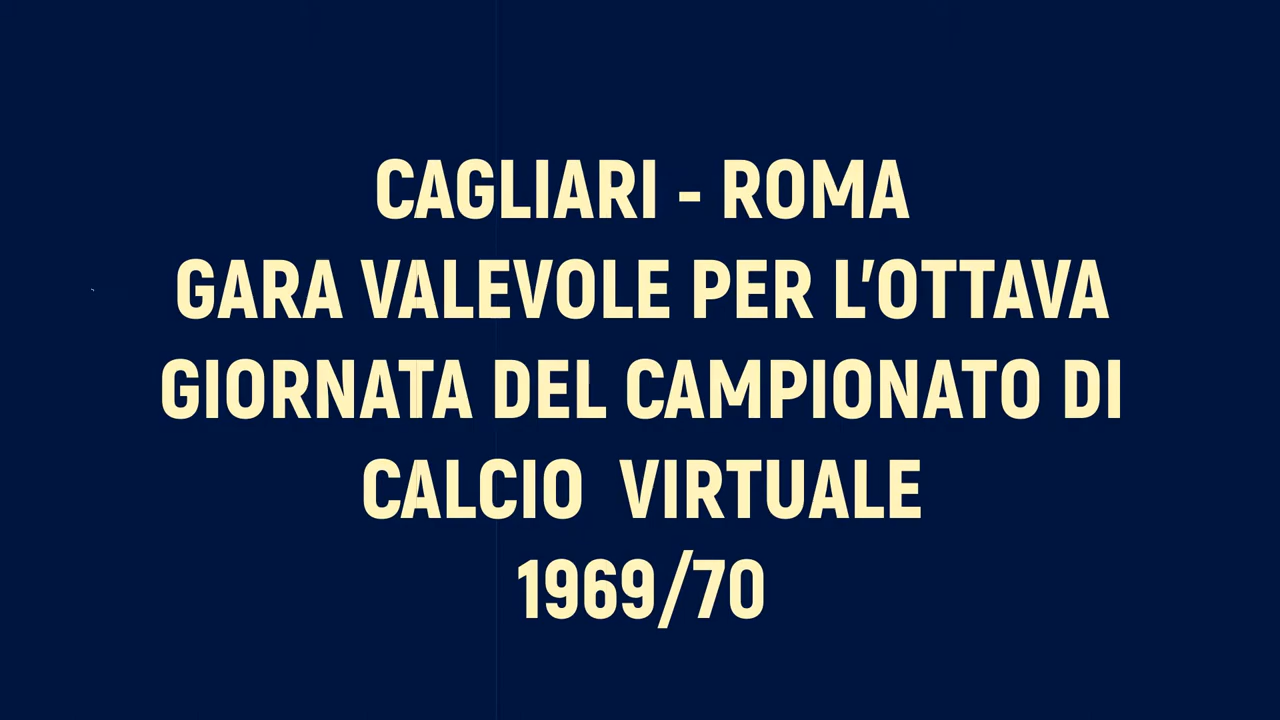 CAGLIARI - ROMA
GARA VALEVOLE PER L'OTTAVA
GIORNATA DEL CAMPIONATO DI
CALCIO  VIRTUALE
1969/70